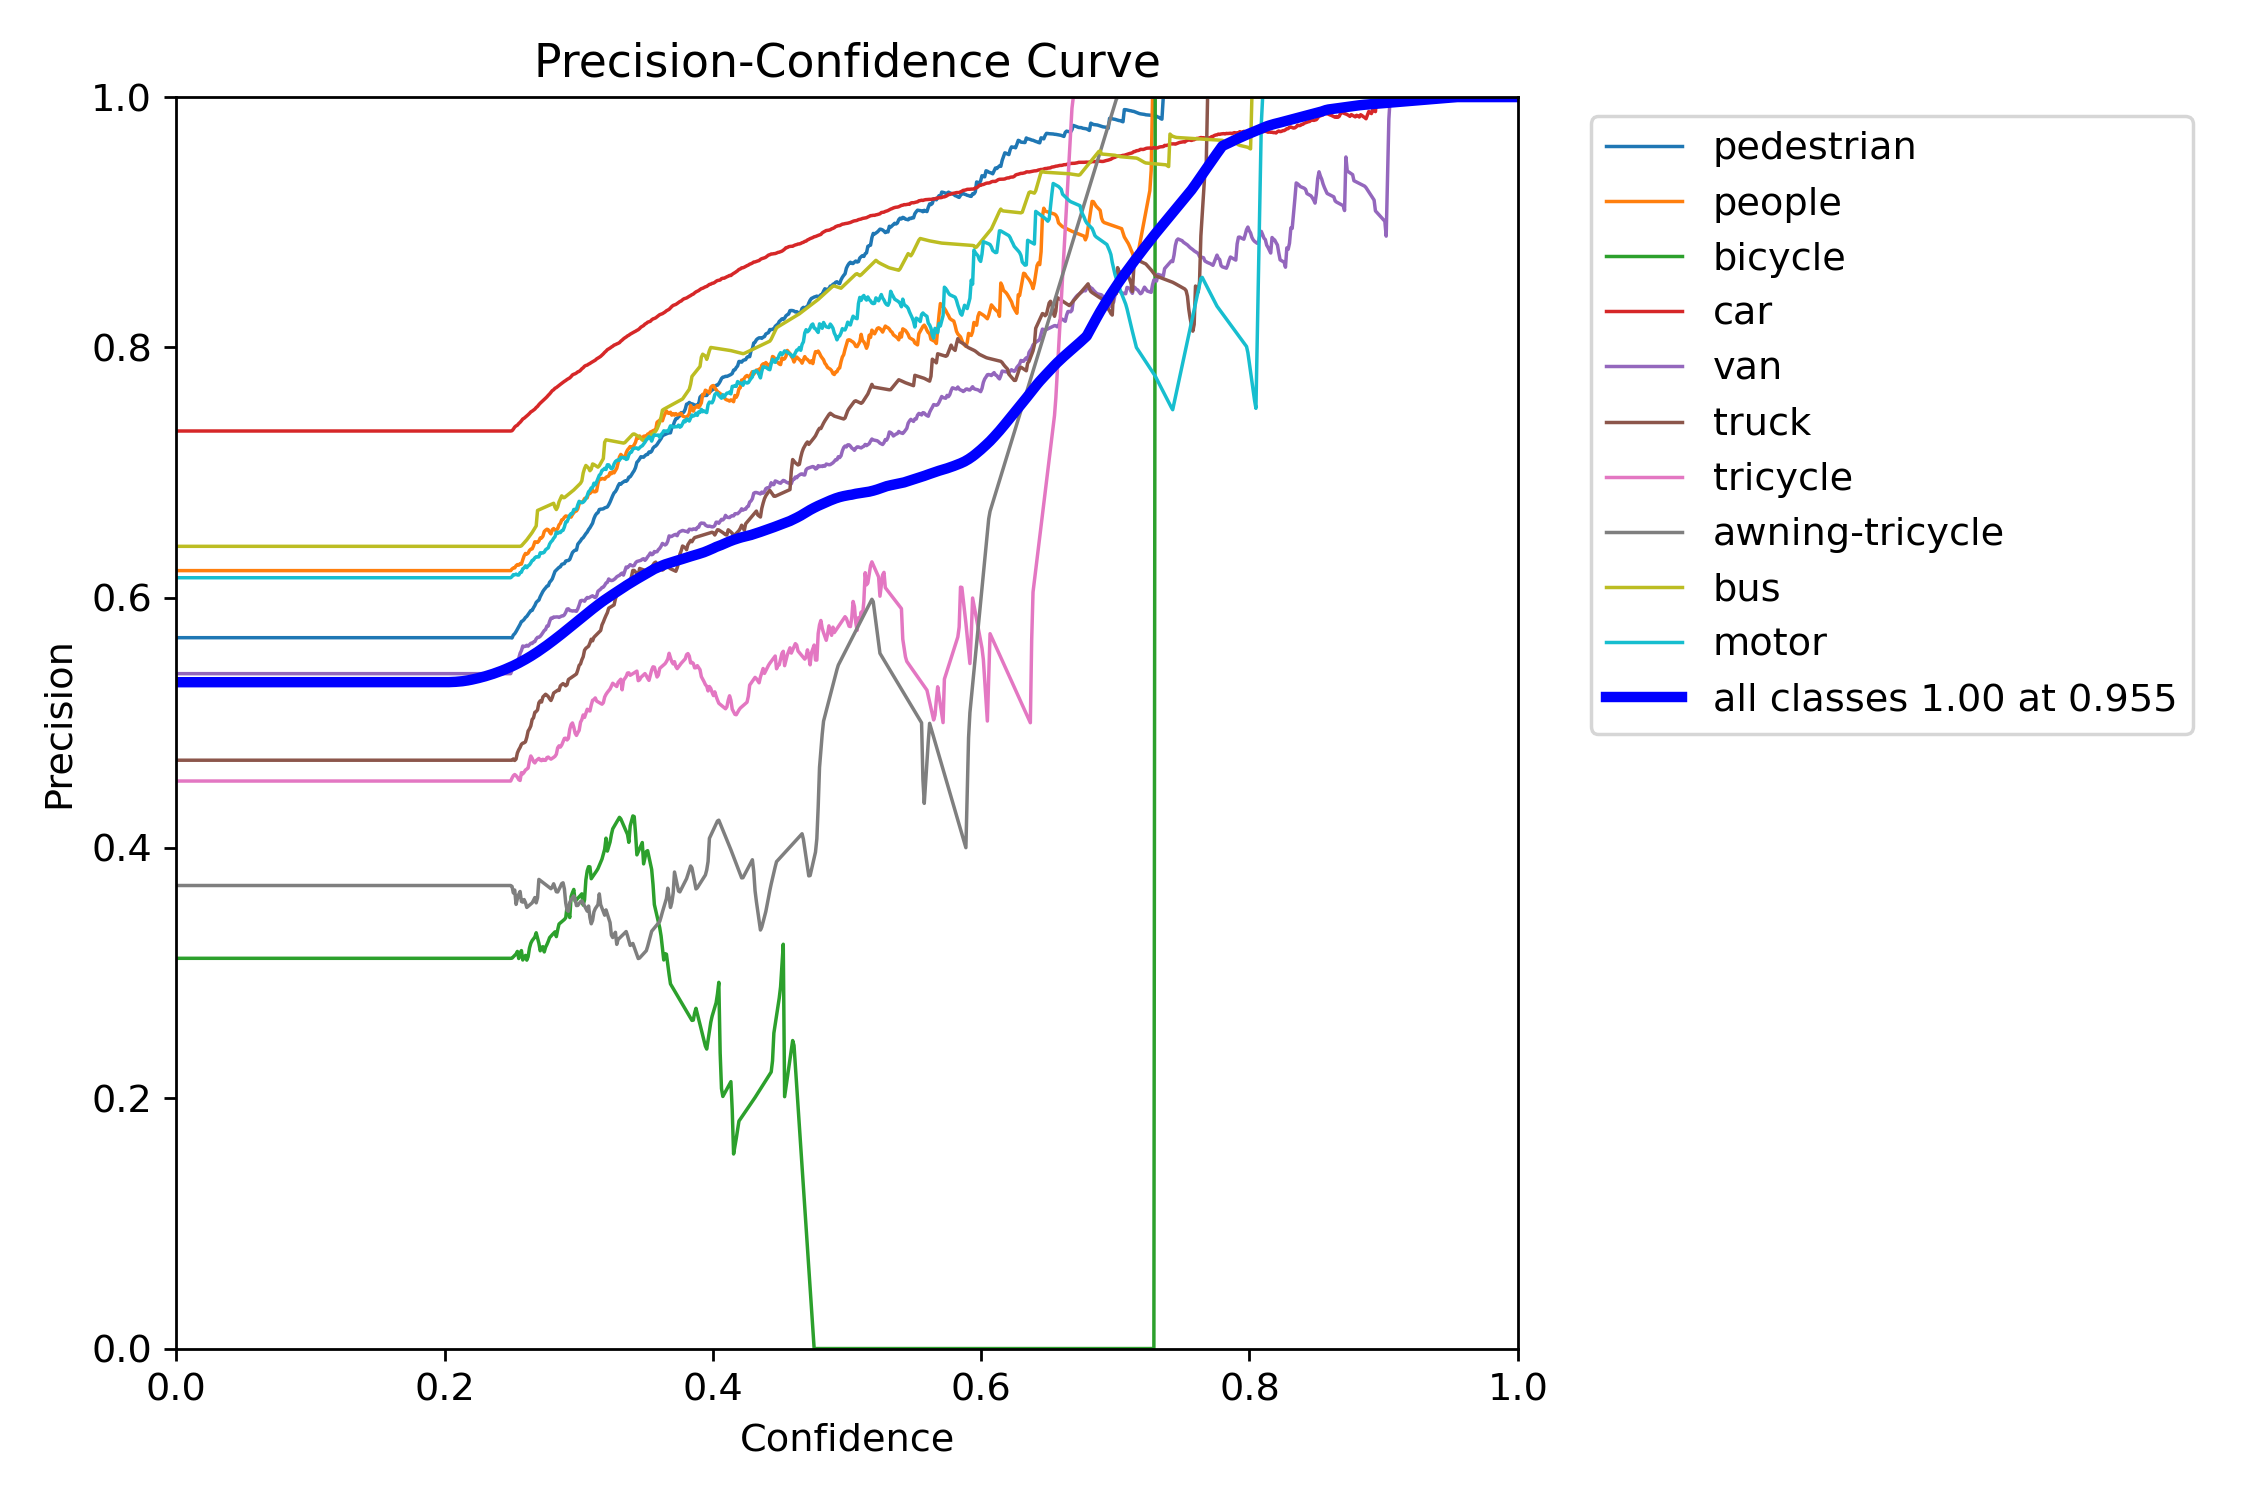 Precision-Confidence Curve
1.0
0.8
0.6
0.4
0.2
0.0
Precision
0.0 0.2 0.4 0.6 0.8 1.0
Confidence
pedestrian
people
bicycle
car
van
truck
tricycle
awning-tricycle
bus
motor
all classes 1.00 at 0.955